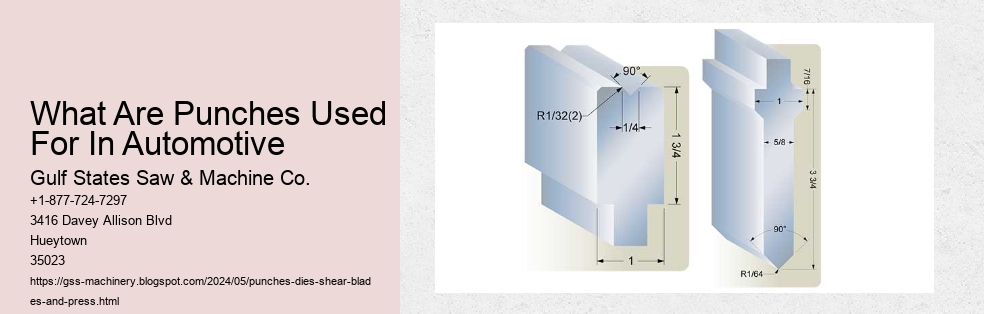 What Are Punches Used
For In Automotive
Gulf States Saw & Machine Co.
+1-877-724-7297
3416 Davey Allison Blvd
Hueytown
35023
https://gss-machinery.blogspot.com/2024/05/punches-dies-shear-blad
es-and-press.html
90°
R1/32(2)
1/4
1 3/4
1
7/16
1
5/8
3 3/4
90°
R1/64